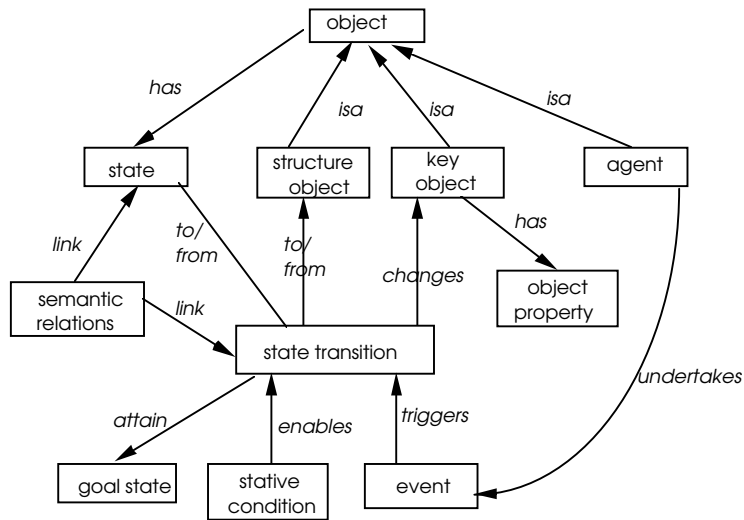 object
has
isa
isa
isa
state
structure
object
key
object
agent
link
to/
from
to/
from
changes
has
semantic
relations
link
object
property
state transition
undertakes
attain
enables
triggers
goal state
stative
condition
event